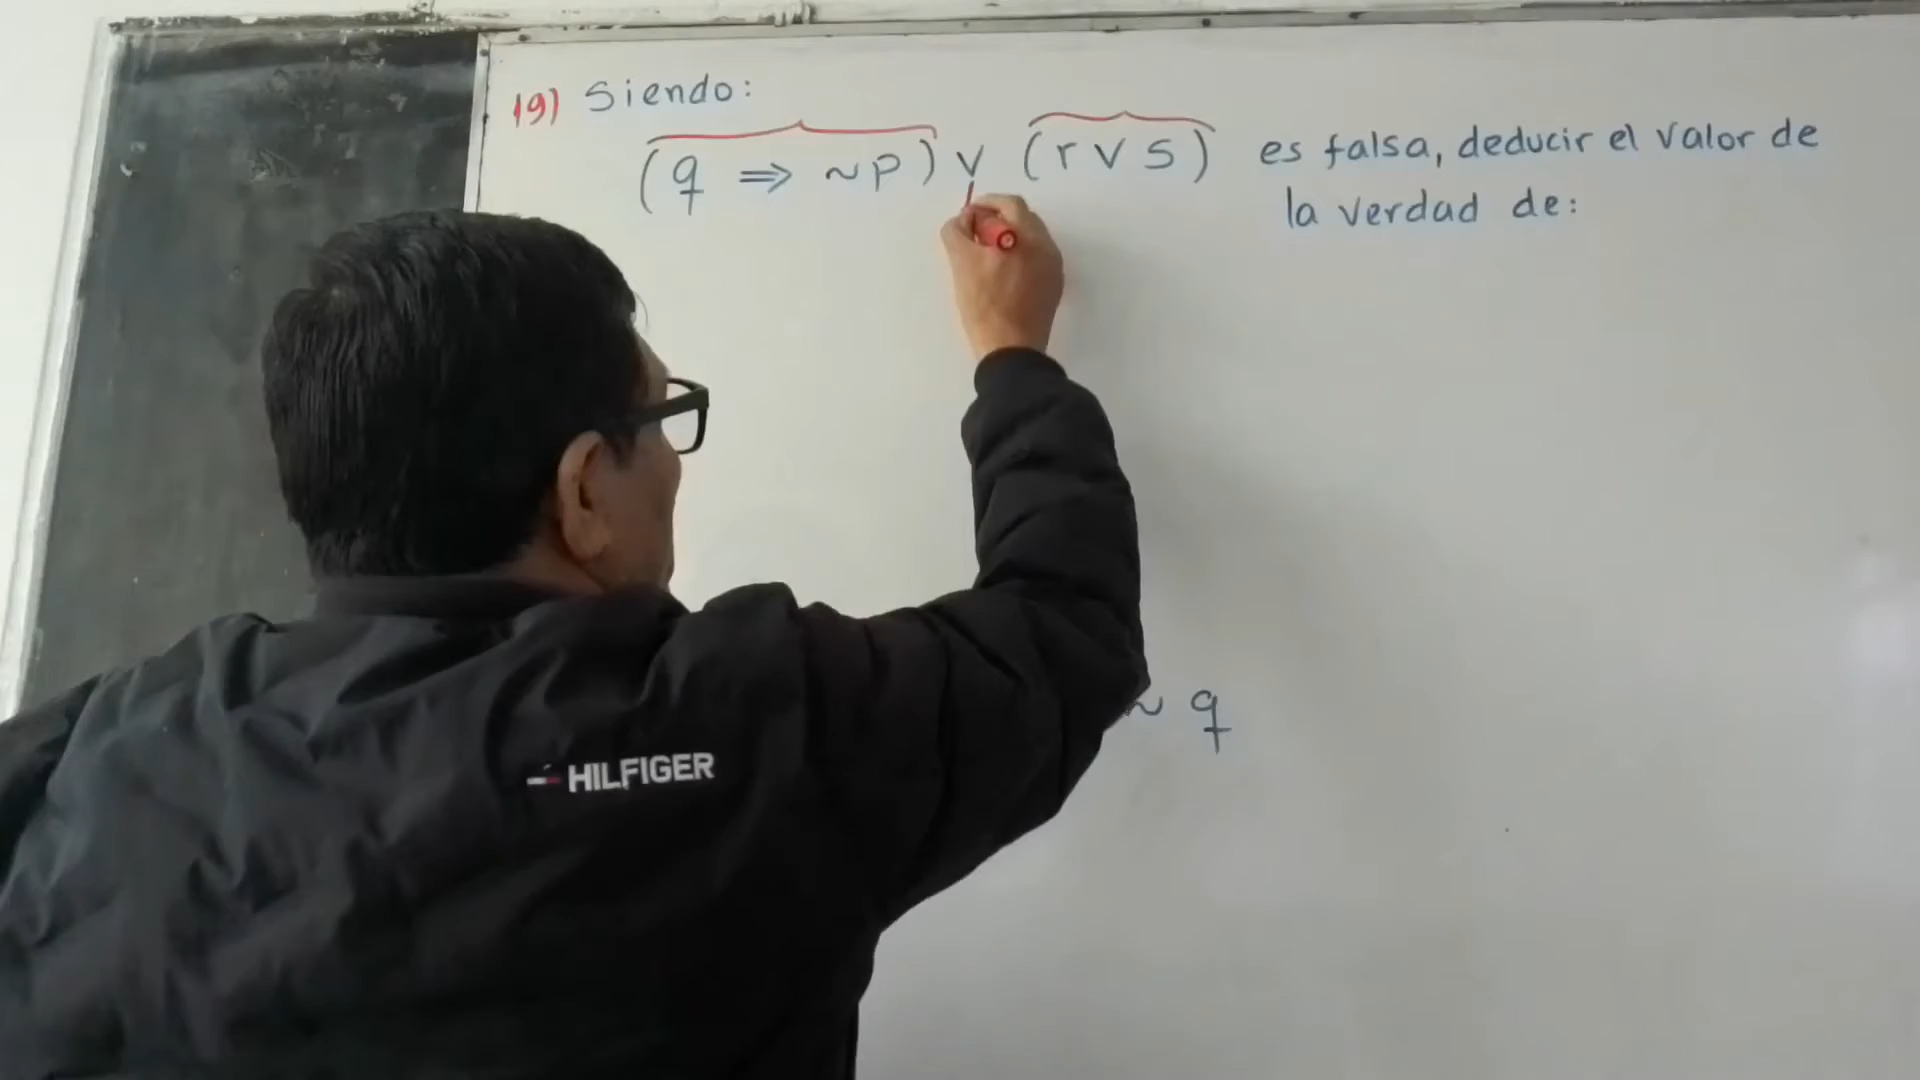 19) Siendo:
(q ⇒ ~p) v (r v s) es falsa, deducir el valor de
la verdad de:
~ q
HILFIGER